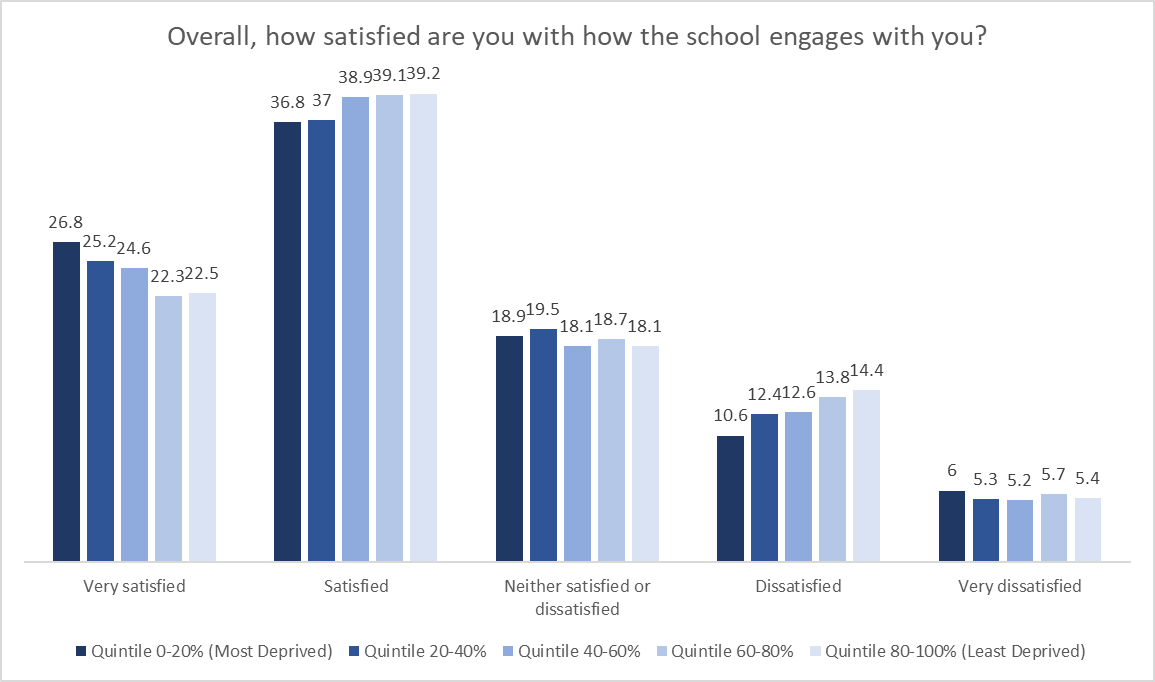 Overall, how satisfied are you with how the school engages with you?
26.8
25.2
24.6
22.3
22.5
36.8
37
38.9
39.1
39.2
18.9
19.5
18.1
18.7
18.1
10.6
12.4
12.6
13.8
14.4
6
5.3
5.2
5.7
5.4
Very satisfied
Satisfied
Neither satisfied or
dissatisfied
Dissatisfied
Very dissatisfied
Quintile 0-20% (Most Deprived)
Quintile 20-40%
Quintile 40-60%
Quintile 60-80%
Quintile 80-100% (Least Deprived)